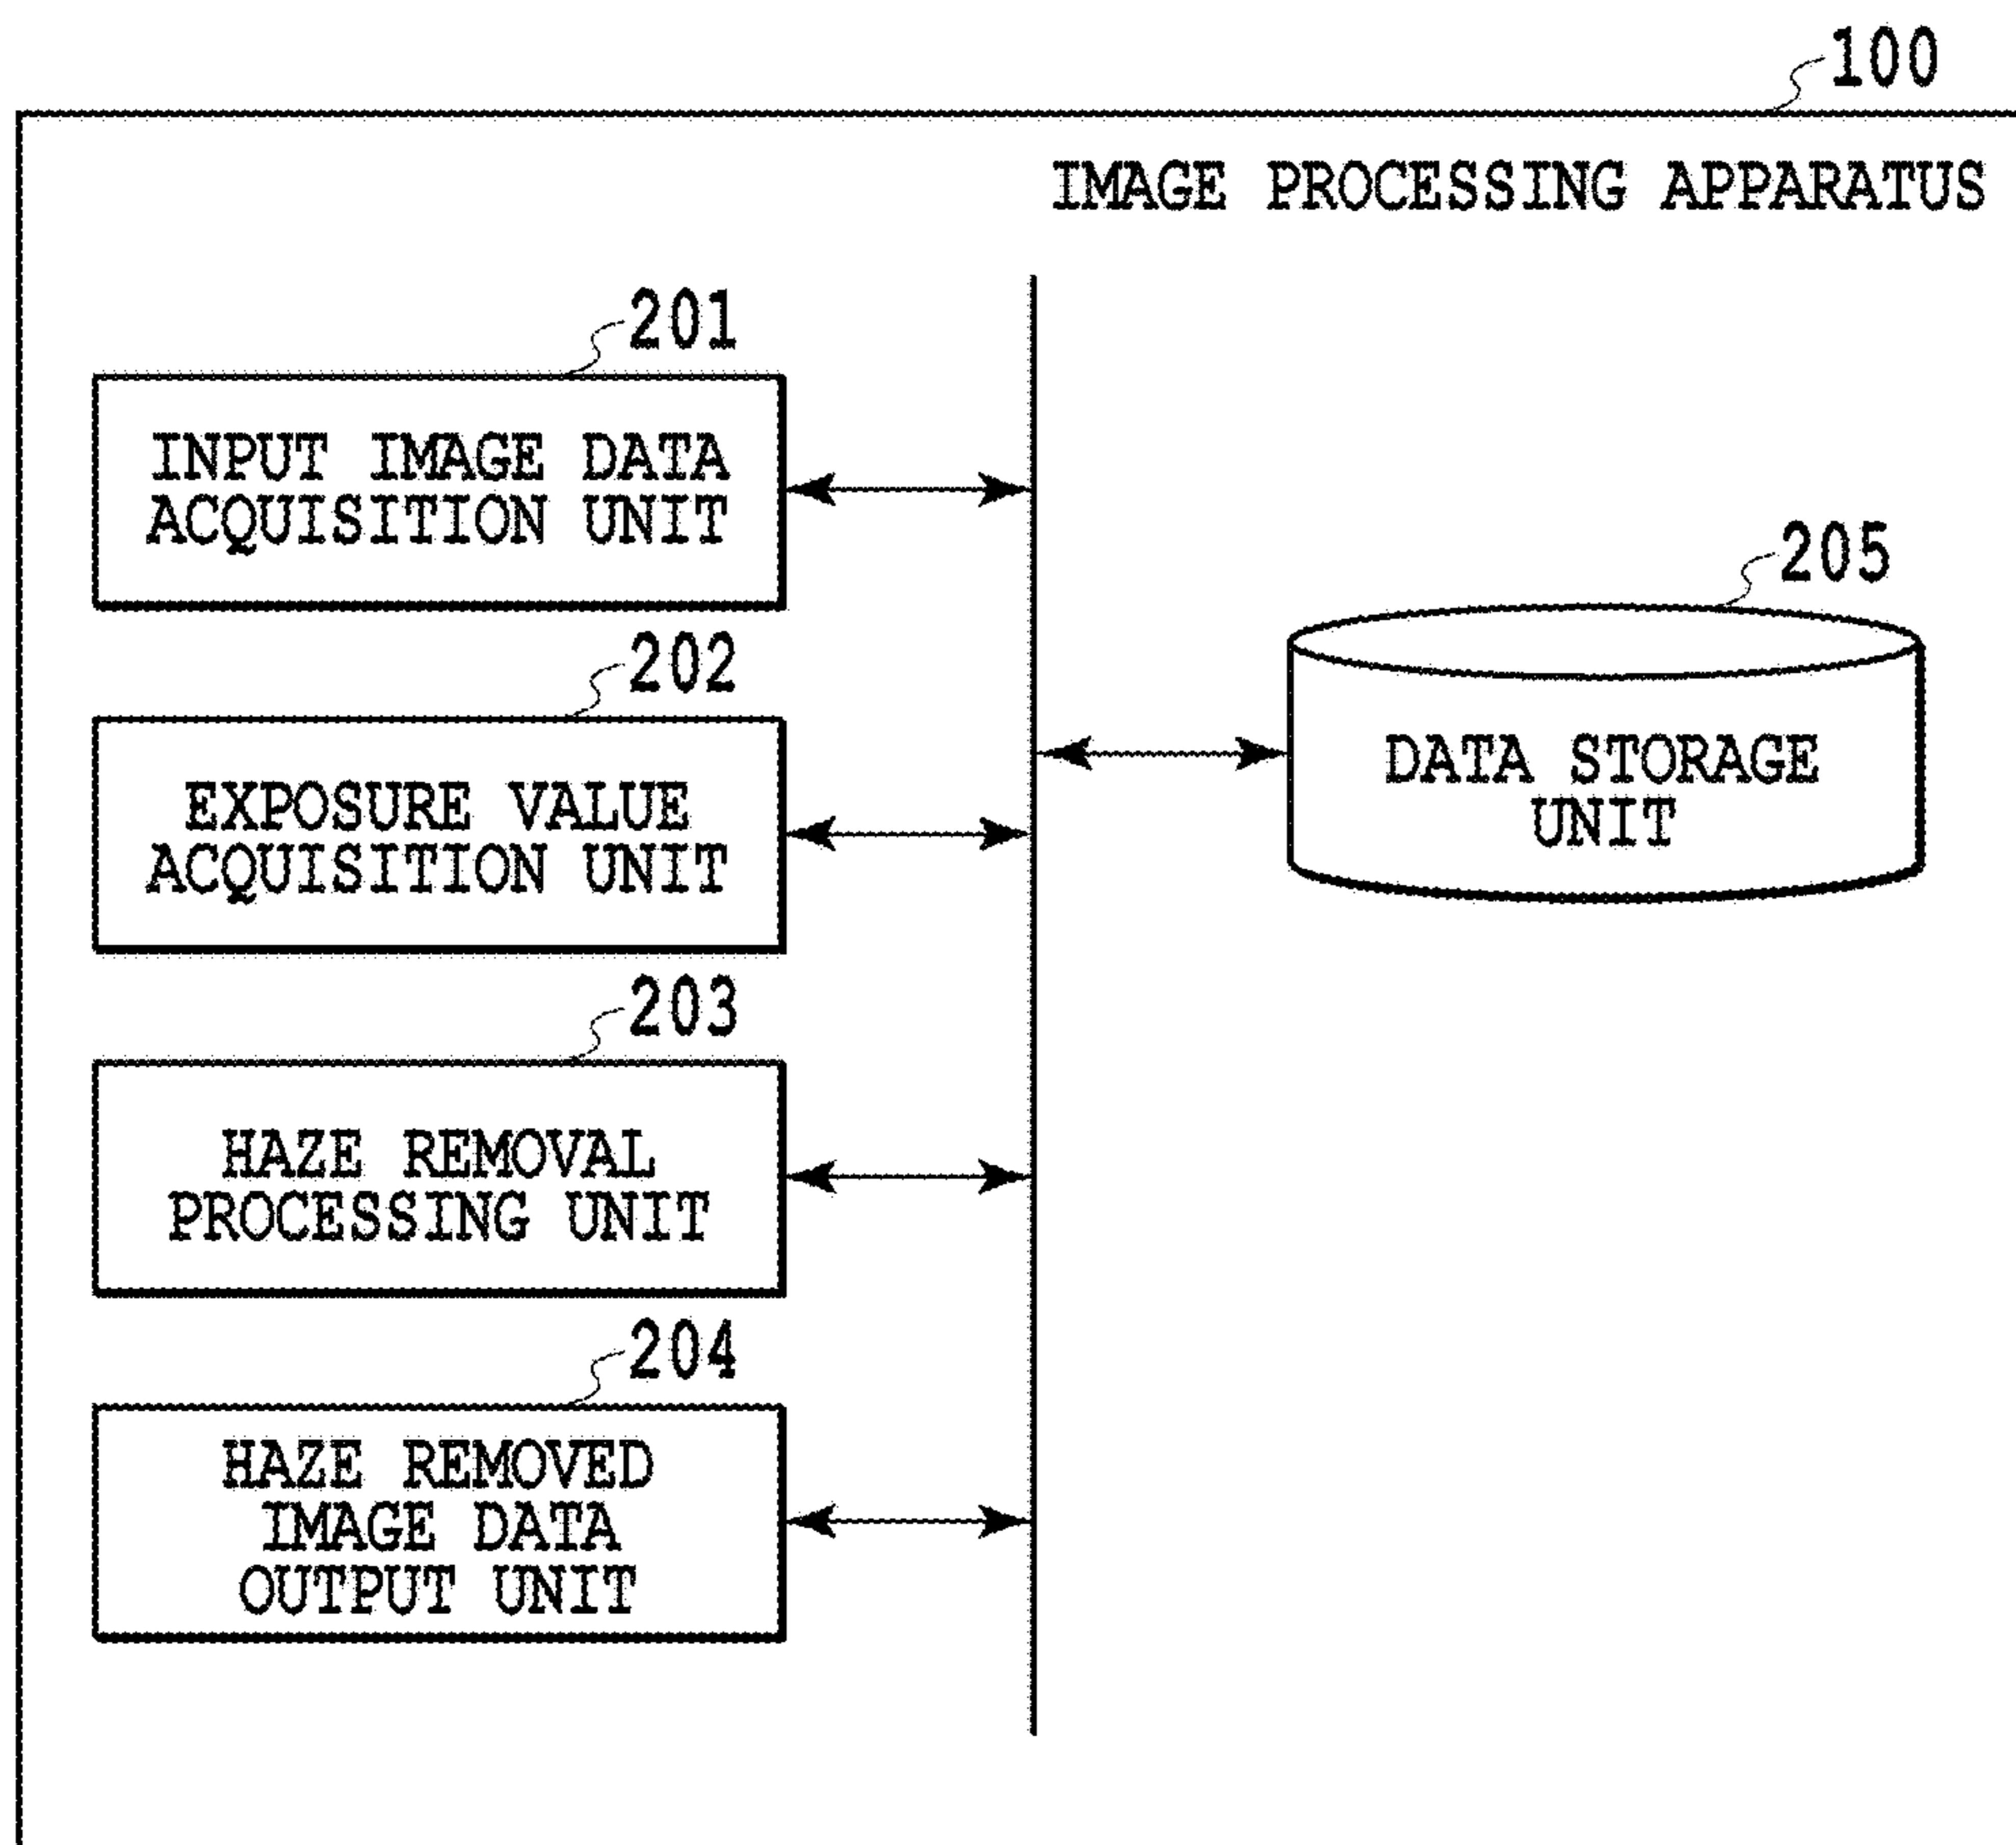 100
IMAGE PROCESSING APPARATUS
201
INPUT IMAGE DATA
ACQUISITION UNIT
202
EXPOSURE VALUE
ACQUISITION UNIT
203
HAZE REMOVAL
PROCESSING UNIT
204
HAZE REMOVED
IMAGE DATA
OUTPUT UNIT
205
DATA STORAGE
UNIT